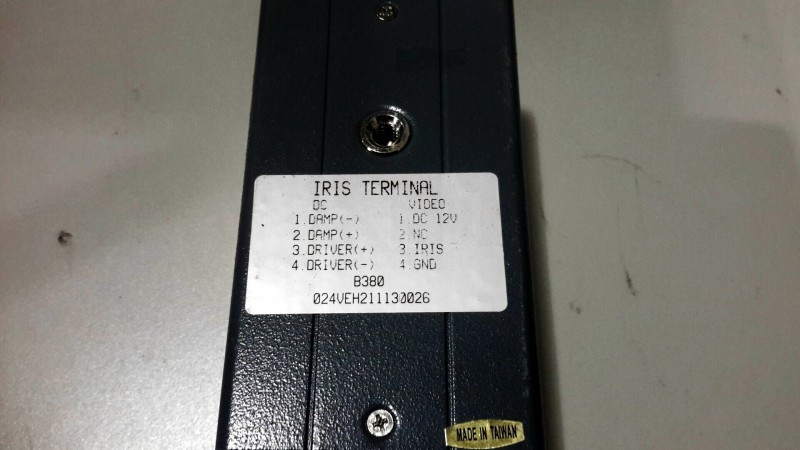 IRIS TERMINAL
DC VIDEO
1.DAMP(-) 1.DC 12V
2.DAMP(+) 2.NC
3.DRIVER(+) 3.IRIS
4.DRIVER(-) 4.GND
B380
024VEH211130026
MADE IN TAIWAN